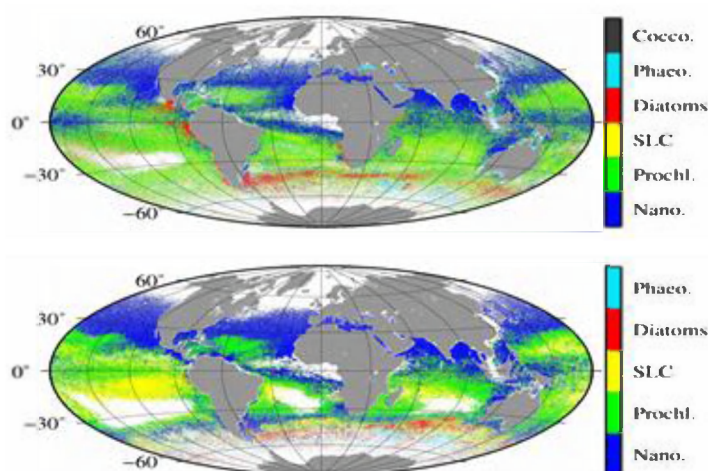 60°
30°
0°
−30°
−60
Cocco.
Phaeo.
Diatoms
SLC
Prochl.
Nano.
60°
30°
0°
−30°
−60
Phaeo.
Diatoms
SLC
Prochl.
Nano.